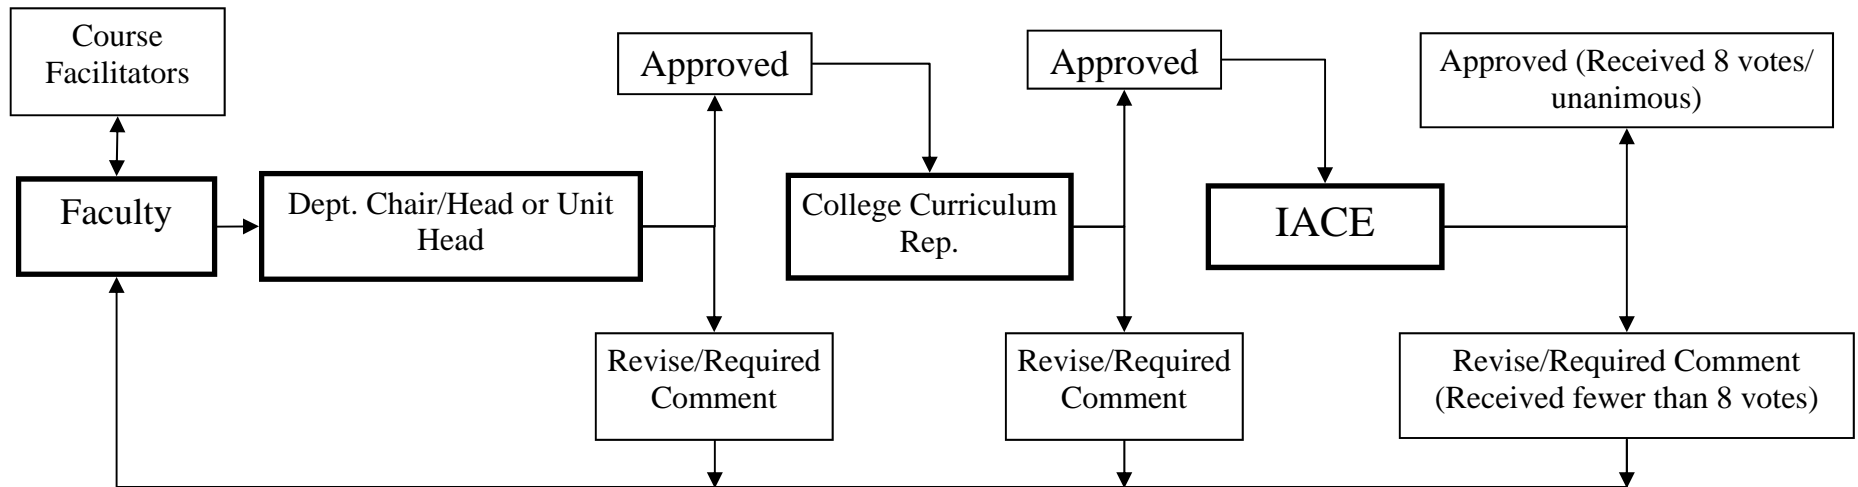 Course
Facilitators
Approved
Approved
Approved (Received 8 votes/
unanimous)
Faculty
Dept. Chair/Head or Unit
Head
College Curriculum
Rep.
IACE
Revise/Required
Comment
Revise/Required
Comment
Revise/Required Comment
(Received fewer than 8 votes)